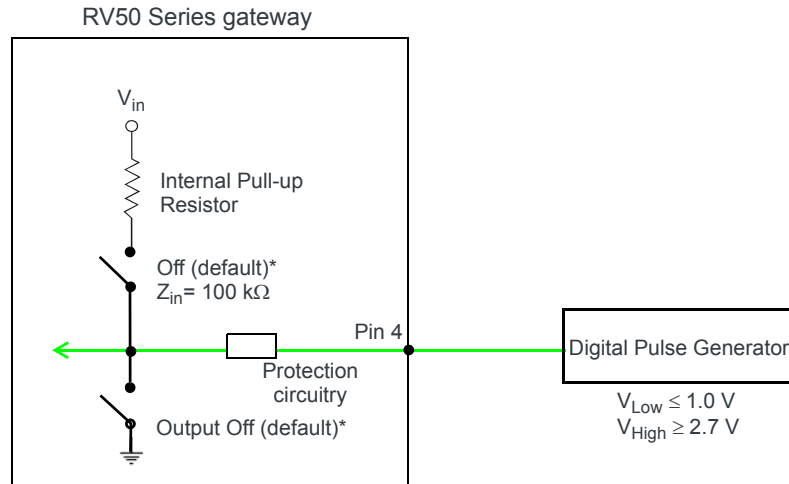 RV50 Series gateway
Vin
Internal Pull-up
Resistor
Off (default)*
Zin= 100 kΩ
Pin 4
Protection
circuitry
Output Off (default)*
Digital Pulse Generator
VLow ≤ 1.0 V
VHigh ≥ 2.7 V